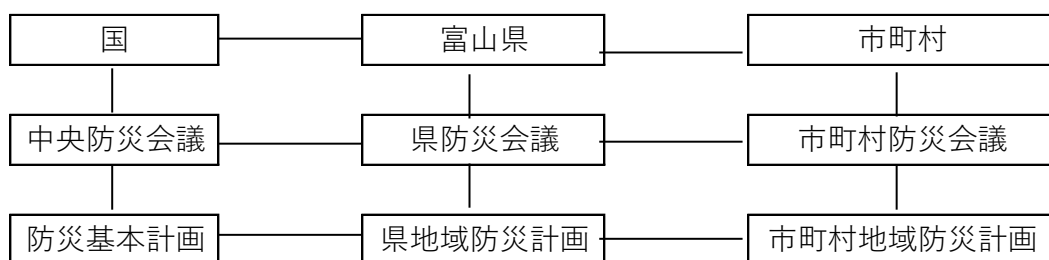 国
富山県
市町村
中央防災会議
県防災会議
市町村防災会議
防災基本計画
県地域防災計画
市町村地域防災計画